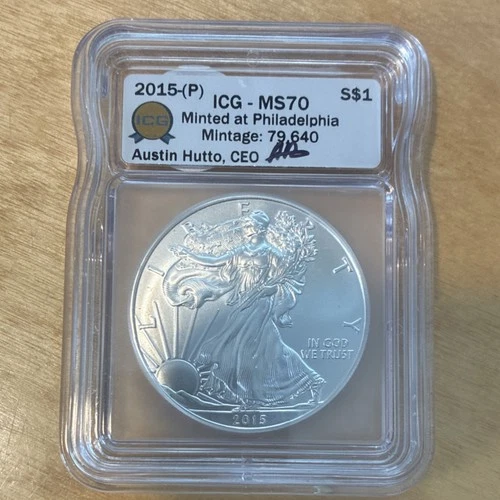 2015-(P)
ICG - MS70
S$1
ICG
Minted at Philadelphia
Mintage: 79,640
Austin Hutto, CEO
LIBERTY
IN GOD
WE TRUST
2015